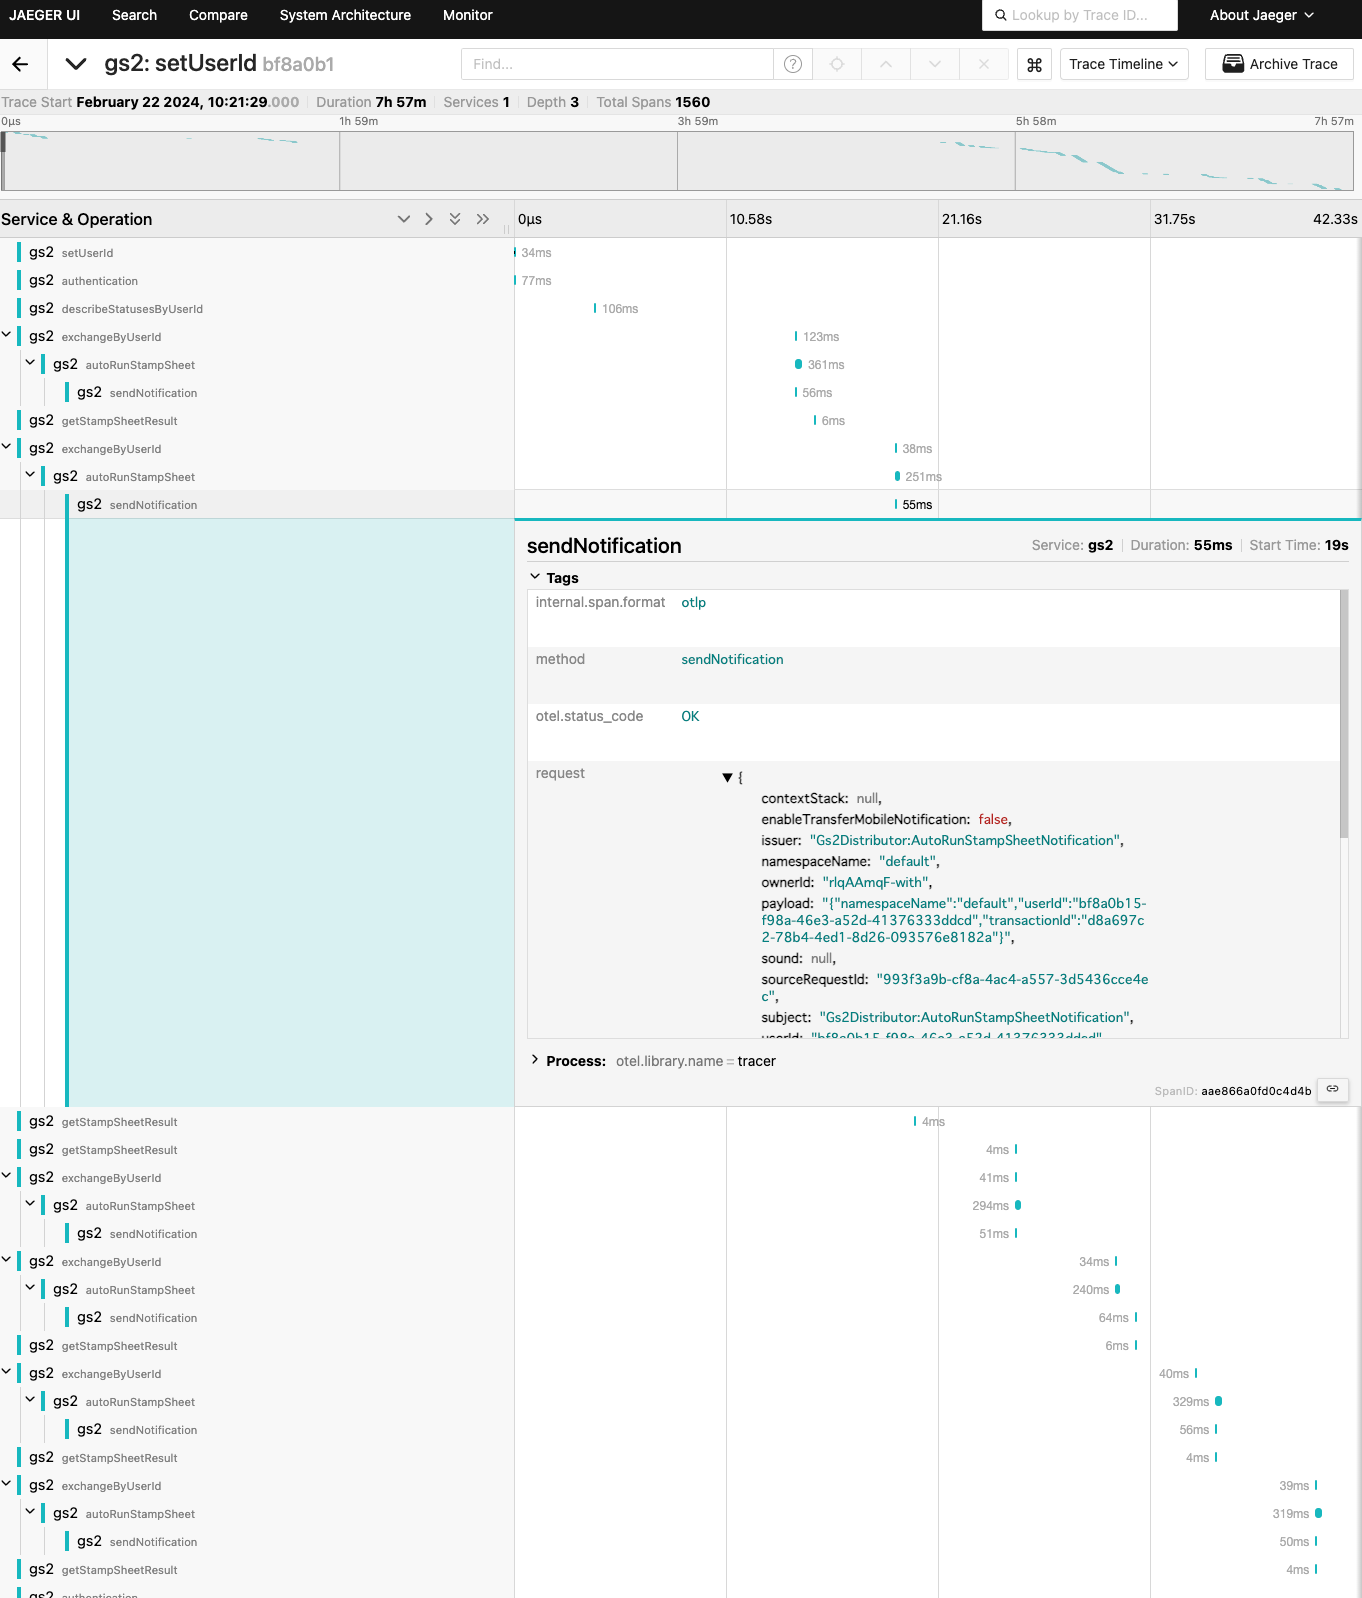 JAEGER UI Search Compare System Architecture Monitor Lookup by Trace ID... About Jaeger
gs2: setUserId bf8a0b1 Find... Trace Timeline Archive Trace
Trace Start February 22 2024, 10:21:29.000 Duration 7h 57m Services 1 Depth 3 Total Spans 1560
0μs 1h 59m 3h 59m 5h 58m 7h 57m
Service & Operation 0μs 10.58s 21.16s 31.75s 42.33s
gs2 setUserId 34ms
gs2 authentication 77ms
gs2 describeStatusesByUserId 106ms
gs2 exchangeByUserId 123ms
gs2 autoRunStampSheet 361ms
gs2 sendNotification 56ms
gs2 getStampSheetResult 6ms
gs2 exchangeByUserId 38ms
gs2 autoRunStampSheet 251ms
gs2 sendNotification 55ms
sendNotification Service: gs2 Duration: 55ms Start Time: 19s
Tags
internal.span.format otlp
method sendNotification
otel.status_code OK
request ▼ {
contextStack: null,
enableTransferMobileNotification: false,
issuer: "Gs2Distributor:AutoRunStampSheetNotification",
namespaceName: "default",
ownerId: "rlqAAmqF-with",
payload: "{"namespaceName":"default","userId":"bf8a0b15-
f98a-46e3-a52d-41376333ddcd","transactionId":"d8a697c
2-78b4-4ed1-8d26-093576e8182a"}",
sound: null,
sourceRequestId: "993f3a9b-cf8a-4ac4-a557-3d5436cce4e
c",
subject: "Gs2Distributor:AutoRunStampSheetNotification",
userId: "bf8a0b15-f98a-46e3-a52d-41376333ddcd"
Process: otel.library.name = tracer
SpanID: aae866a0fd0c4d4b
gs2 getStampSheetResult 4ms
gs2 getStampSheetResult 4ms
gs2 exchangeByUserId 41ms
gs2 autoRunStampSheet 294ms
gs2 sendNotification 51ms
gs2 exchangeByUserId 34ms
gs2 autoRunStampSheet 240ms
gs2 sendNotification 64ms
gs2 getStampSheetResult 6ms
gs2 exchangeByUserId 40ms
gs2 autoRunStampSheet 329ms
gs2 sendNotification 56ms
gs2 getStampSheetResult 4ms
gs2 exchangeByUserId 39ms
gs2 autoRunStampSheet 319ms
gs2 sendNotification 50ms
gs2 getStampSheetResult 4ms
gs2 authentication